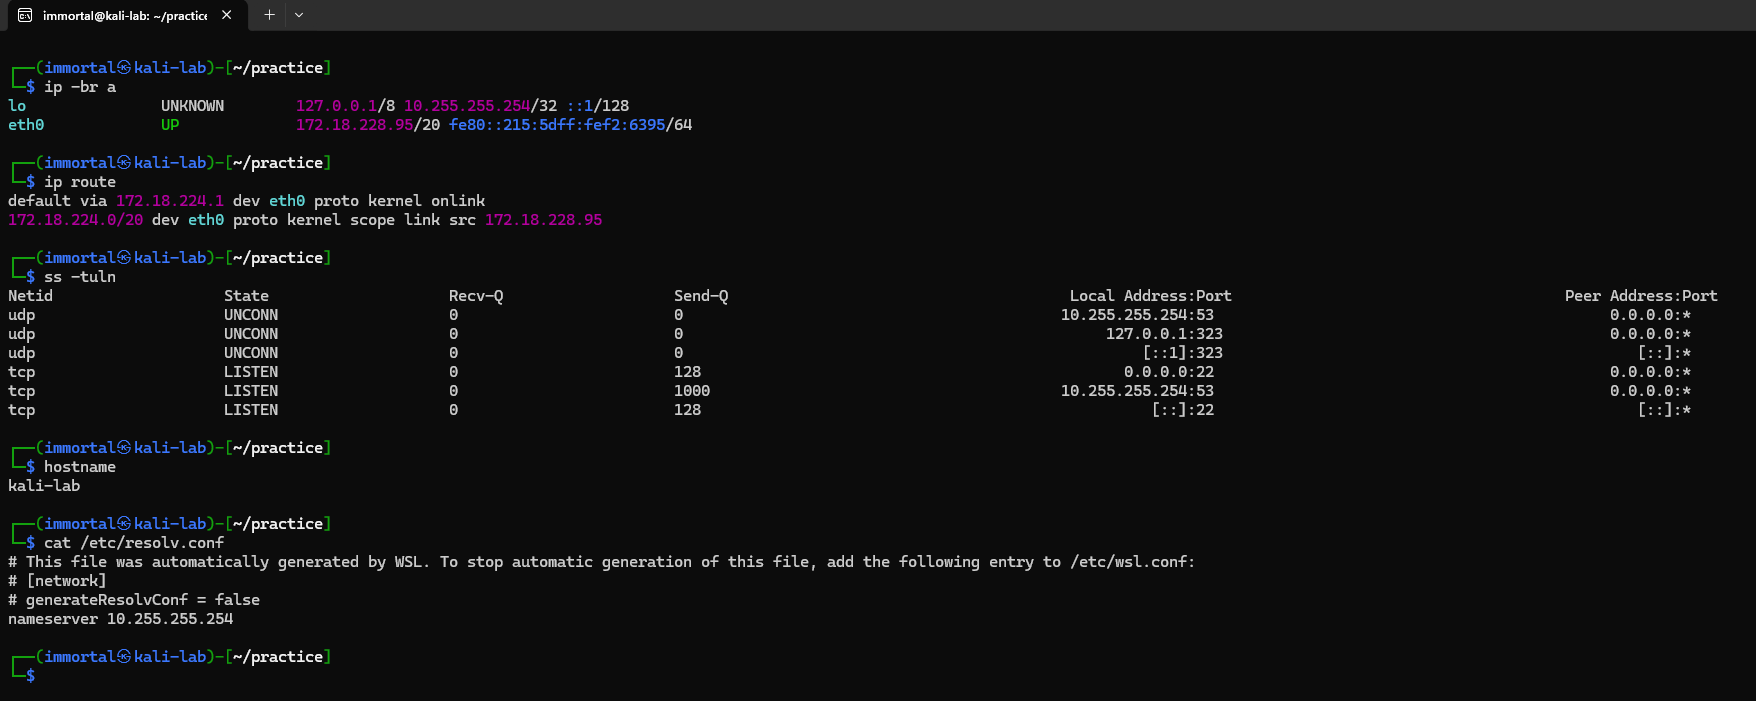 immortal@kali-lab: ~/practice
┌──(immortal㉿kali-lab)-[~/practice]
└─$ ip -br a
lo               UNKNOWN        127.0.0.1/8 10.255.255.254/32 ::1/128
eth0             UP             172.18.228.95/20 fe80::215:5dff:fef2:6395/64
┌──(immortal㉿kali-lab)-[~/practice]
└─$ ip route
default via 172.18.224.1 dev eth0 proto kernel onlink
172.18.224.0/20 dev eth0 proto kernel scope link src 172.18.228.95
┌──(immortal㉿kali-lab)-[~/practice]
└─$ ss -tuln
Netid State Recv-Q Send-Q Local Address:Port Peer Address:Port
udp UNCONN 0 0 10.255.255.254:53 0.0.0.0:*
udp UNCONN 0 0 127.0.0.1:323 0.0.0.0:*
udp UNCONN 0 0 [::1]:323 [::]:*
tcp LISTEN 0 128 0.0.0.0:22 0.0.0.0:*
tcp LISTEN 0 1000 10.255.255.254:53 0.0.0.0:*
tcp LISTEN 0 128 [::]:22 [::]:*
┌──(immortal㉿kali-lab)-[~/practice]
└─$ hostname
kali-lab
┌──(immortal㉿kali-lab)-[~/practice]
└─$ cat /etc/resolv.conf
# This file was automatically generated by WSL. To stop automatic generation of this file, add the following entry to /etc/wsl.conf:
# [network]
# generateResolvConf = false
nameserver 10.255.255.254
┌──(immortal㉿kali-lab)-[~/practice]
└─$